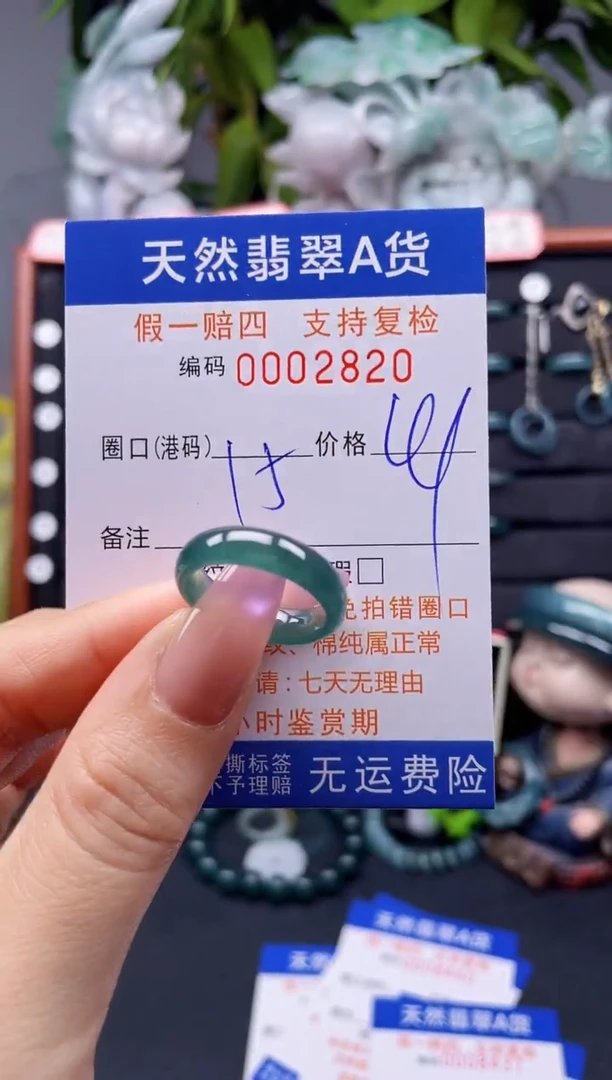 天然翡翠A货
假一赔四 支持复检
编码 0002820
圈口(港码) 15 价格
备注
免拍错圈口
纹、棉纯属正常
请:七天无理由
小时鉴赏期
撕标签
不予理赔 无运费险
天然翡翠A货
天然翡翠A货